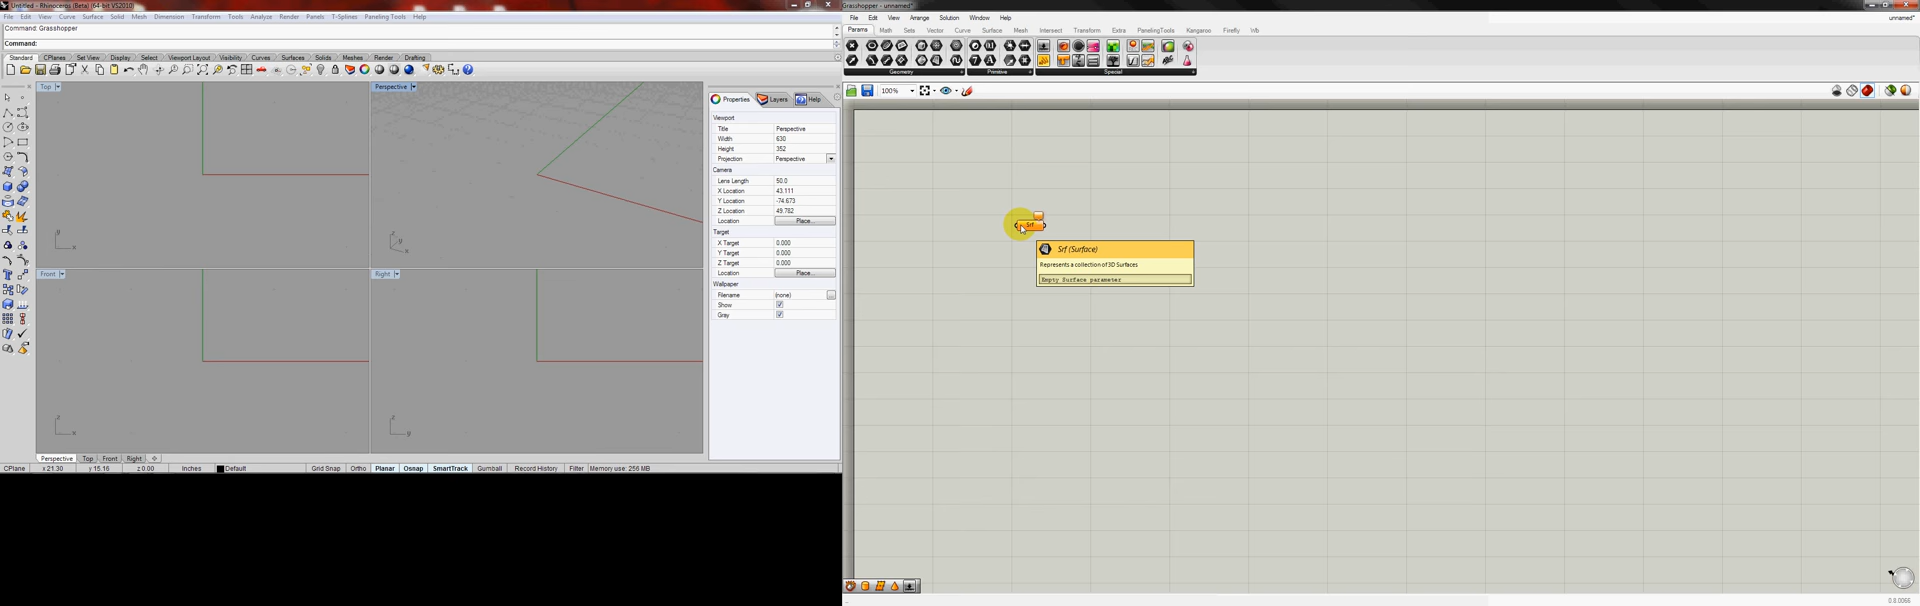 Untitled - Rhinoceros (Beta) (64-bit VS2010)
File Edit View Curve Surface Solid Mesh Dimension Transform Tools Analyze Render Panels T-Splines Paneling Tools Help
Command: Grasshopper
Command:
Standard CPlanes Set View Display Select Viewport Layout Visibility Curves Surfaces Solids Meshes Render Drafting
Top
Perspective
Front
Right
y
x
z
y
x
z
x
z
y
Properties Layers Help
Viewport
Title Perspective
Width 630
Height 352
Projection Perspective
Camera
Lens Length 50.0
X Location 43.111
Y Location -74.673
Z Location 49.782
Location Place...
Target
X Target 0.000
Y Target 0.000
Z Target 0.000
Location Place...
Wallpaper
Filename (none) ...
Show
Gray
Perspective Top Front Right
CPlane x 21.30 y 15.16 z 0.00 Inches Default Grid Snap Ortho Planar Osnap SmartTrack Gumball Record History Filter Memory use: 256 MB
Grasshopper - unnamed*
File Edit View Arrange Solution Window Help
unnamed*
Params Math Sets Vector Curve Surface Mesh Intersect Transform Extra PanelingTools Kangaroo Firefly Wb
Geometry Primitive Special
100%
Srf
Srf (Surface)
Represents a collection of 3D Surfaces
Empty Surface parameter
0.8.0066